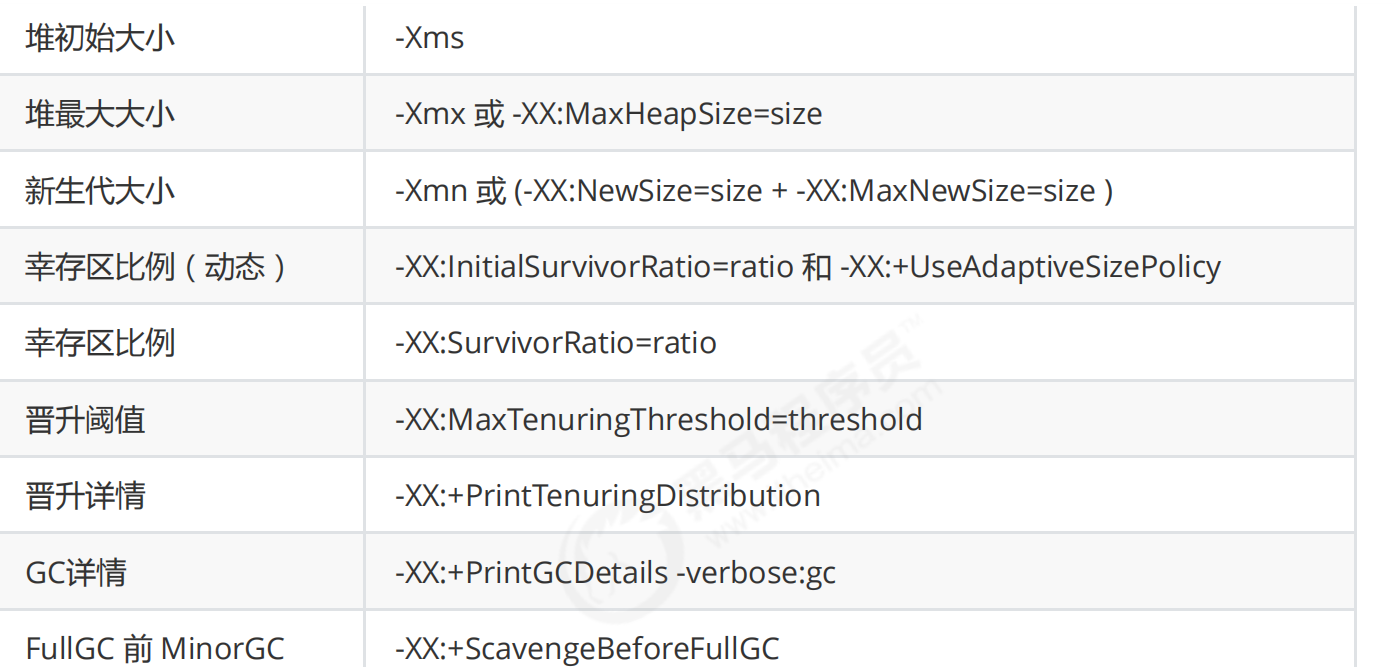 堆初始大小 -Xms
堆最大大小 -Xmx 或 -XX:MaxHeapSize=size
新生代大小 -Xmn 或 (-XX:NewSize=size + -XX:MaxNewSize=size )
幸存区比例（动态） -XX:InitialSurvivorRatio=ratio 和 -XX:+UseAdaptiveSizePolicy
幸存区比例 -XX:SurvivorRatio=ratio
晋升阈值 -XX:MaxTenuringThreshold=threshold
晋升详情 -XX:+PrintTenuringDistribution
GC详情 -XX:+PrintGCDetails -verbose:gc
FullGC 前 MinorGC -XX:+ScavengeBeforeFullGC
黑马程序员™